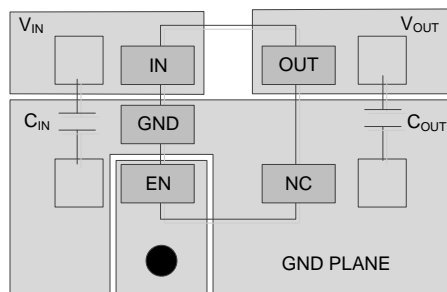 VIN
VOUT
IN
OUT
CIN
GND
COUT
EN
NC
GND PLANE